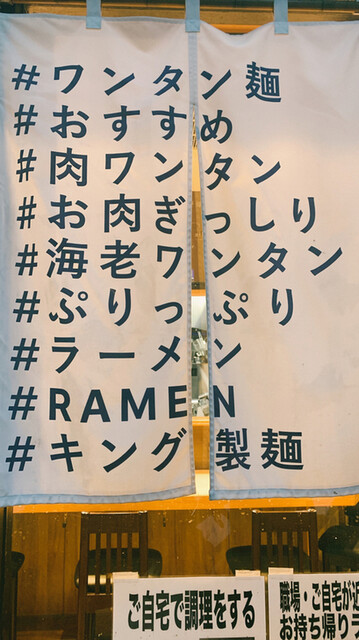 #ワンタン麺
#おすすめ
#肉ワンタン
#お肉ぎっしり
#海老ワンタン
#ぷりっぷり
#ラーメン
#RAMEN
#キング製麺
ご自宅で調理をする
職場・ご自宅が
お持ち帰り